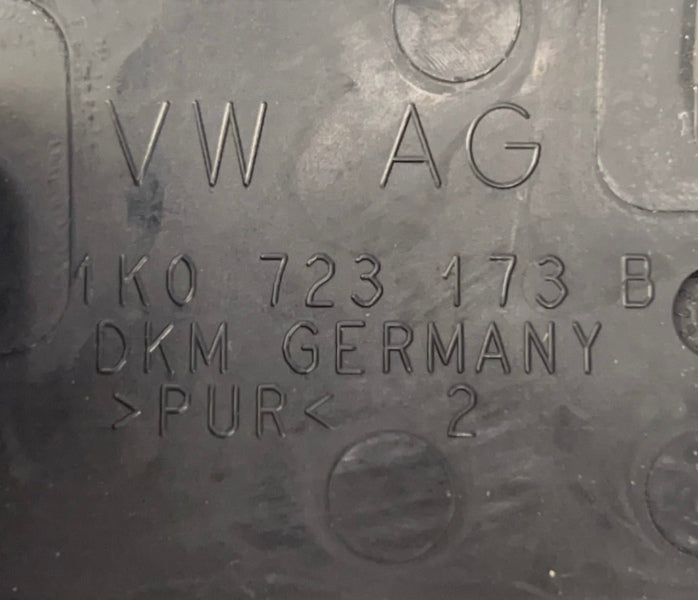 VW AG
1K0 723 173 B
DKM GERMANY
>PUR< 2